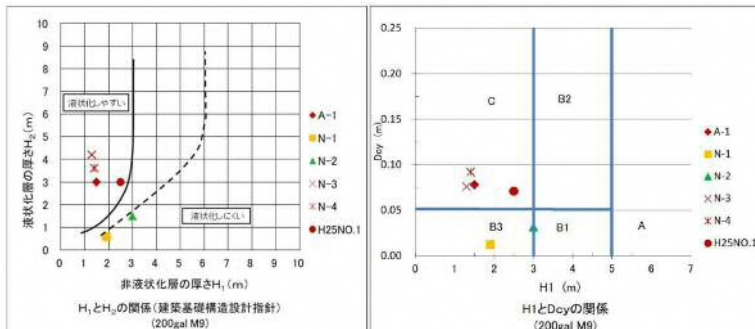 10
9
8
7
6
5
4
3
2
1
0
0 1 2 3 4 5 6 7 8 9 10
液状化層の厚さH₂(m)
液状化しやすい
液状化しにくい
非液状化層の厚さH₁(m)
A-1
N-1
N-2
N-3
N-4
H25NO.1
H₁とH₂の関係(建築基礎構造設計指針)
(200gal M9)
0.25
0.20
0.15
0.10
0.05
0.00
Dcy (m)
C
B2
B3
B1
A
0 1 2 3 4 5 6 7
H1 (m)
A-1
N-1
N-2
N-3
N-4
H25NO.1
H1とDcyの関係
(200gal M9)